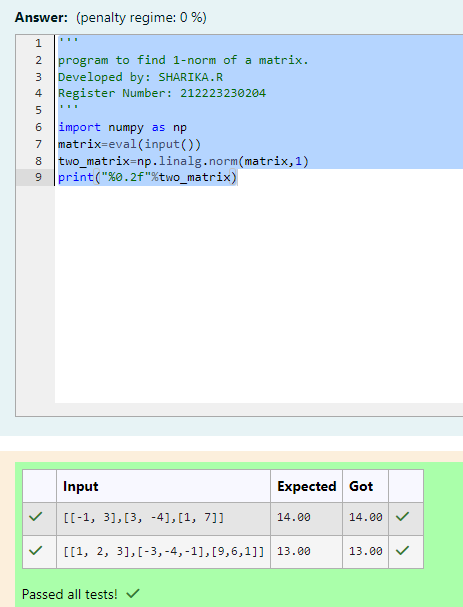 Answer: (penalty regime: 0 %)
1 '''
2 program to find 1-norm of a matrix.
3 Developed by: SHARIKA.R
4 Register Number: 212223230204
5 '''
6 import numpy as np
7 matrix=eval(input())
8 two_matrix=np.linalg.norm(matrix,1)
9 print("%0.2f"%two_matrix)
Input Expected Got
[[-1, 3],[3, -4],[1, 7]] 14.00 14.00
[[1, 2, 3],[-3,-4,-1],[9,6,1]] 13.00 13.00
Passed all tests!